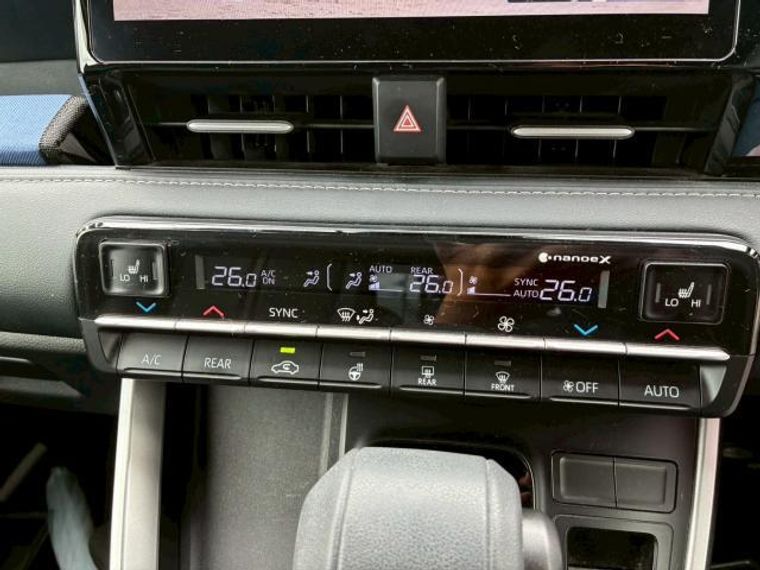 nanoeX
LO HI
26.0 A/C ON
AUTO REAR 26.0
SYNC AUTO 26.0
LO HI
SYNC
A/C
REAR
REAR
FRONT
OFF
AUTO